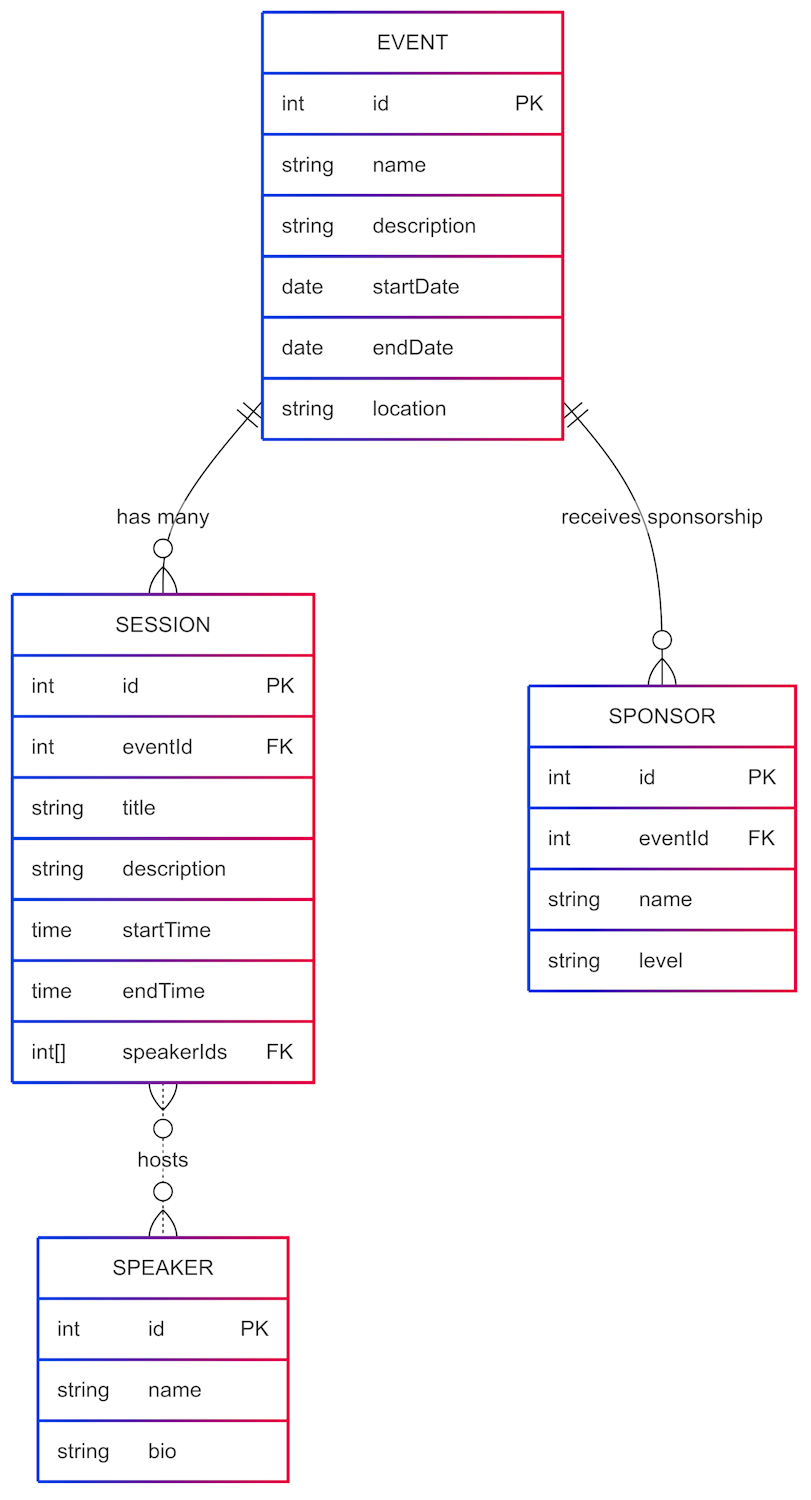 EVENT
int id PK
string name
string description
date startDate
date endDate
string location
has many
receives sponsorship
SESSION
int id PK
int eventId FK
string title
string description
time startTime
time endTime
int[] speakerIds FK
SPONSOR
int id PK
int eventId FK
string name
string level
hosts
SPEAKER
int id PK
string name
string bio